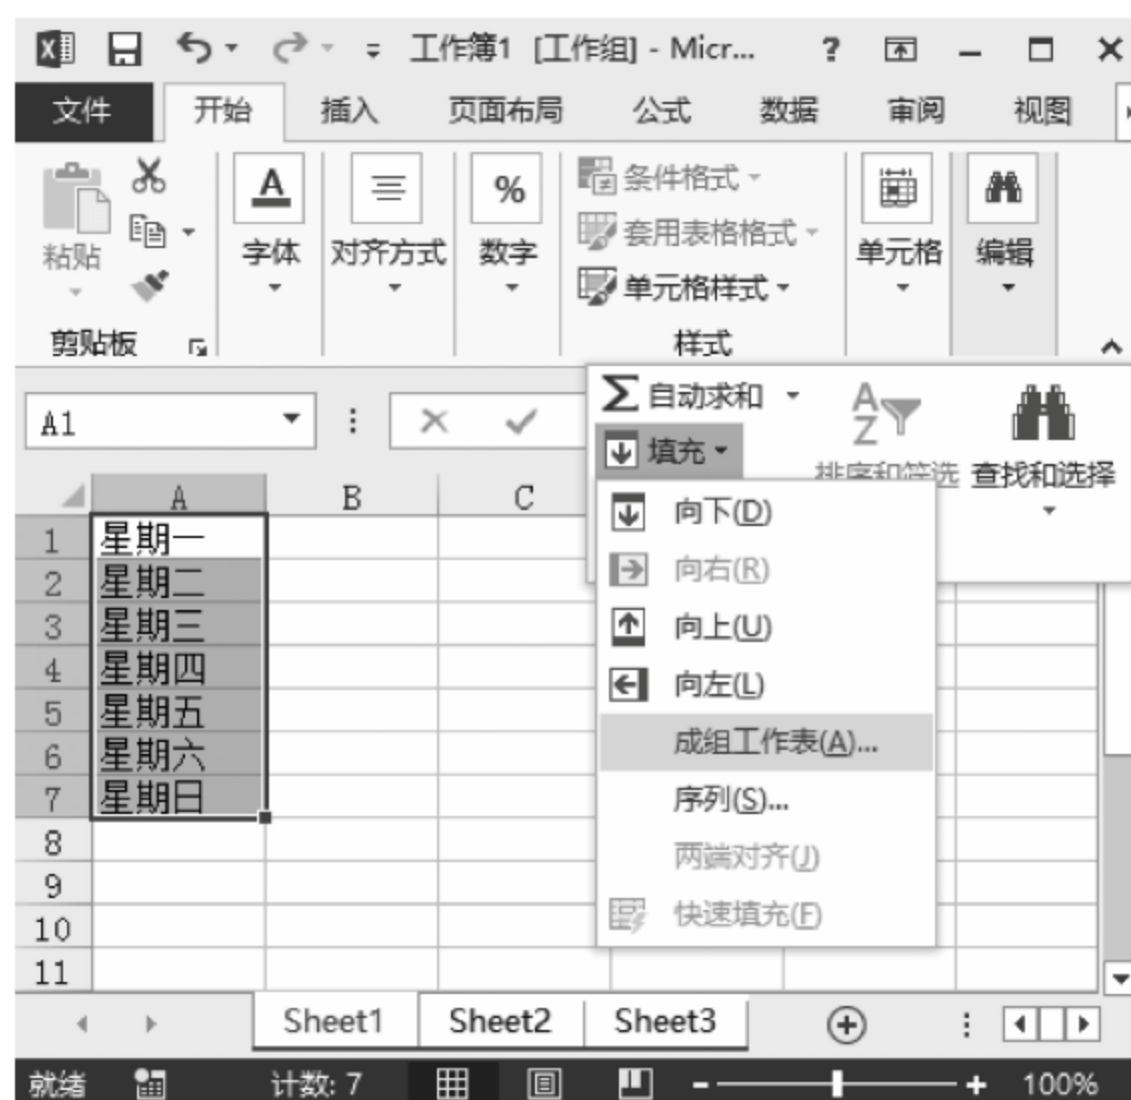 工作簿1 [工作组] - Micr... ?
文件 开始 插入 页面布局 公式 数据 审阅 视图
粘贴
剪贴板
字体
对齐方式
%
数字
条件格式
套用表格格式
单元格样式
样式
单元格
编辑
A1
Σ 自动求和
填充
排序和筛选
查找和选择
向下(D)
向右(R)
向上(U)
向左(L)
成组工作表(A)...
序列(S)...
两端对齐(J)
快速填充(F)
A B C
1 星期一
2 星期二
3 星期三
4 星期四
5 星期五
6 星期六
7 星期日
8
9
10
11
Sheet1 Sheet2 Sheet3
就绪 计数: 7 100%